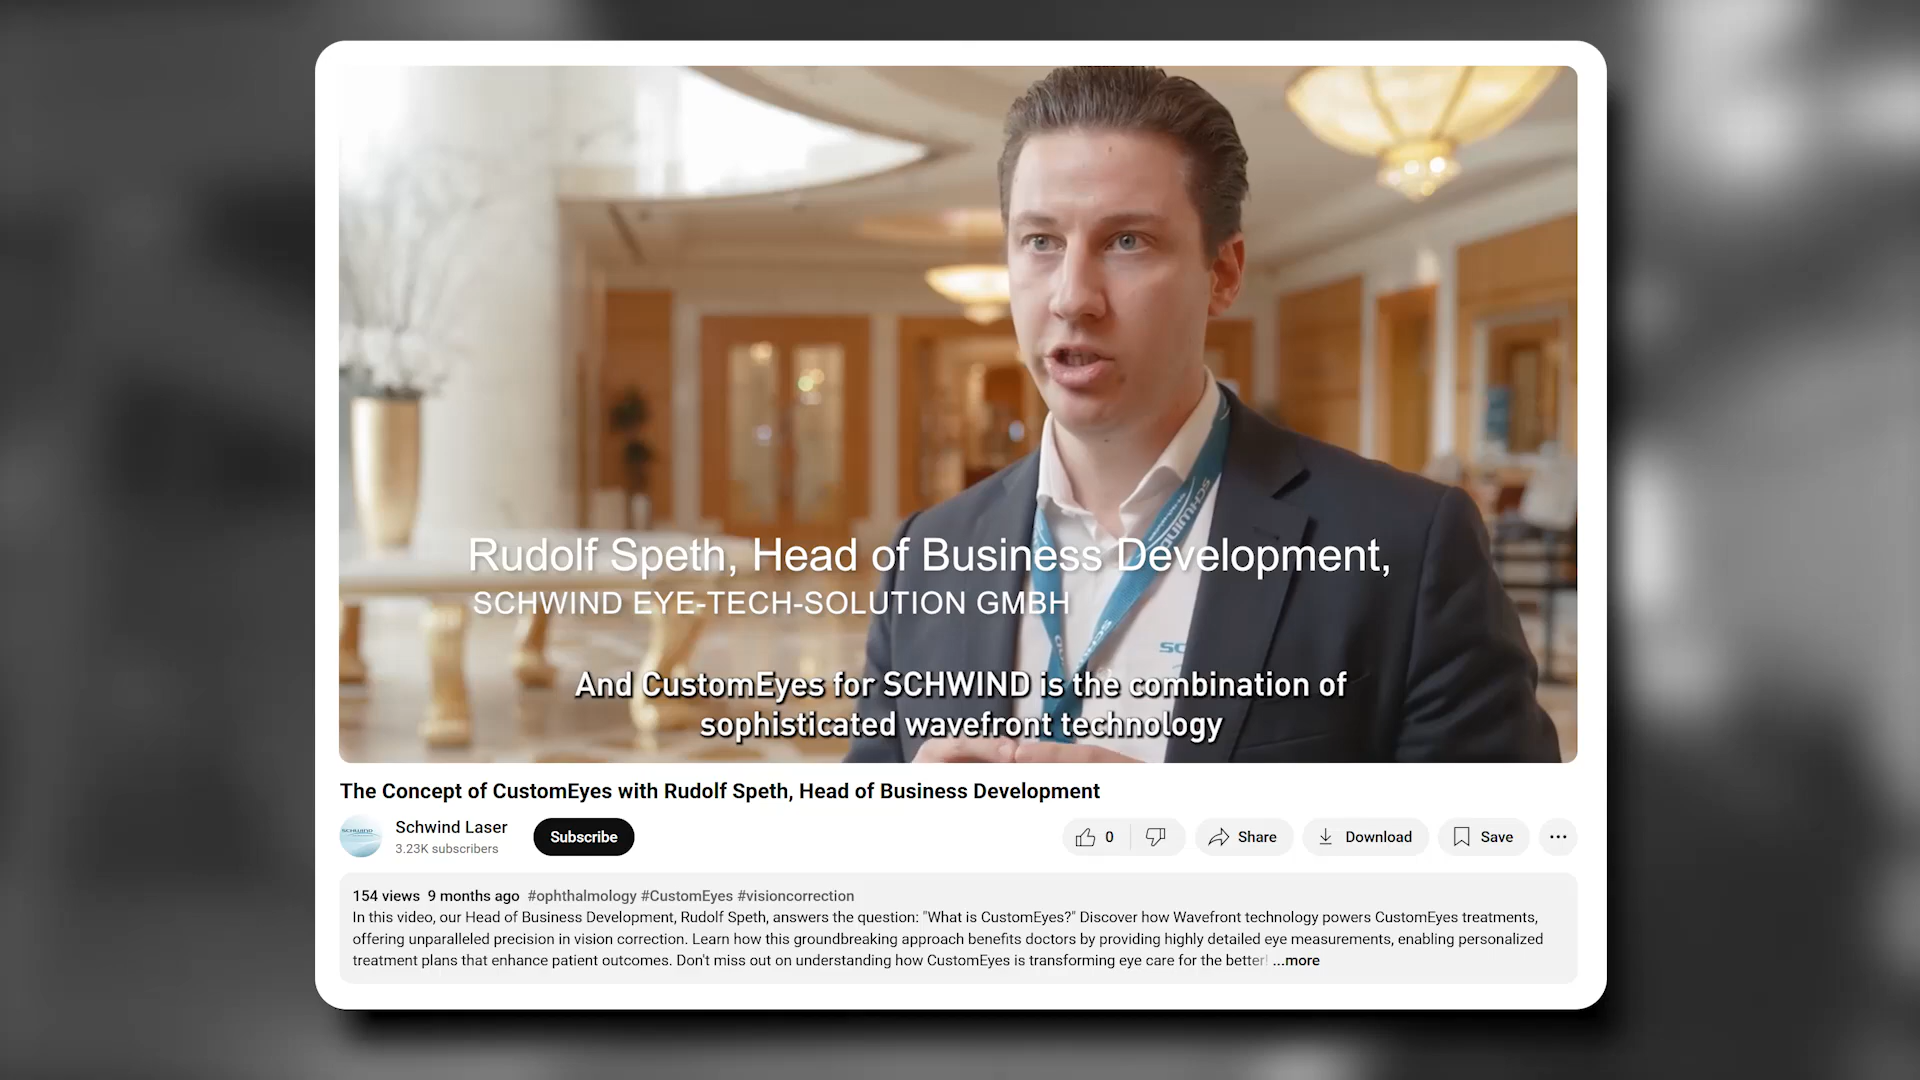 SCHWIND
Rudolf Speth, Head of Business Development,
SCHWIND EYE-TECH-SOLUTION GMBH
And CustomEyes for SCHWIND is the combination of
sophisticated wavefront technology
The Concept of CustomEyes with Rudolf Speth, Head of Business Development
SCHWIND
Schwind Laser
3.23K subscribers
Subscribe
0
Share
Download
Save
154 views 9 months ago #ophthalmology #CustomEyes #visioncorrection
In this video, our Head of Business Development, Rudolf Speth, answers the question: "What is CustomEyes?" Discover how Wavefront technology powers CustomEyes treatments,
offering unparalleled precision in vision correction. Learn how this groundbreaking approach benefits doctors by providing highly detailed eye measurements, enabling personalized
treatment plans that enhance patient outcomes. Don't miss out on understanding how CustomEyes is transforming eye care for the better! ...more